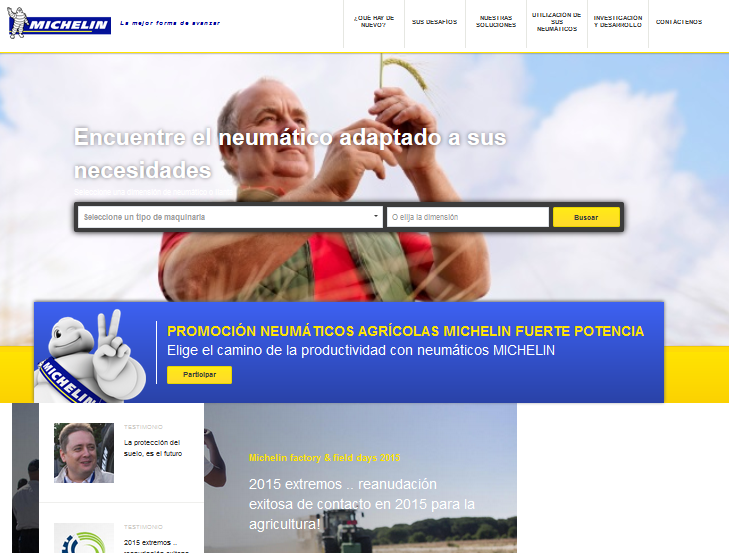 MICHELIN
La mejor forma de avanzar
¿QUÉ HAY DE
NUEVO?
SUS DESAFÍOS
NUESTRAS
SOLUCIONES
UTILIZACIÓN DE
SUS
NEUMÁTICOS
INVESTIGACIÓN
Y DESARROLLO
CONTÁCTENOS
Encuentre el neumático adaptado a sus
necesidades
Seleccione un tipo de maquinaria
O elija la dimensión
Buscar
MICHELIN
PROMOCIÓN NEUMÁTICOS AGRÍCOLAS MICHELIN FUERTE POTENCIA
Elige el camino de la productividad con neumáticos MICHELIN
Participar
TESTIMONIO
La protección del
suelo, es el futuro
TESTIMONIO
2015 extremos ..
reanudación exitosa
Michelin factory & field days 2015
2015 extremos .. reanudación
exitosa de contacto en 2015 para la
agricultura!